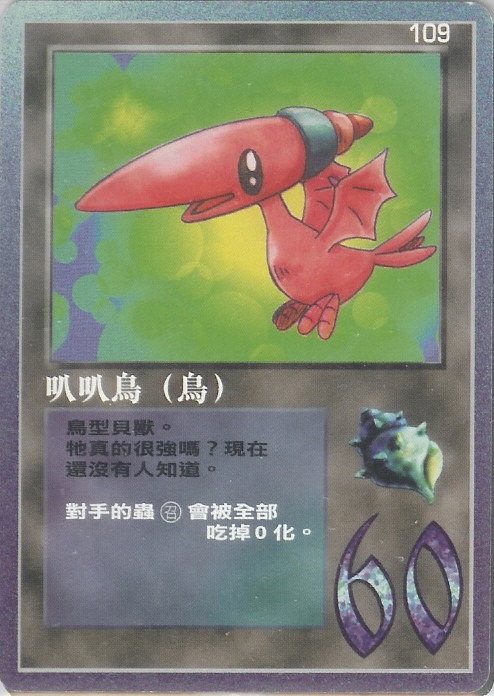 109
叭叭鳥（鳥）
鳥型貝獸。
牠真的很強嗎？現在
還沒有人知道。
對手的蟲㊂會被全部
吃掉0化。
60